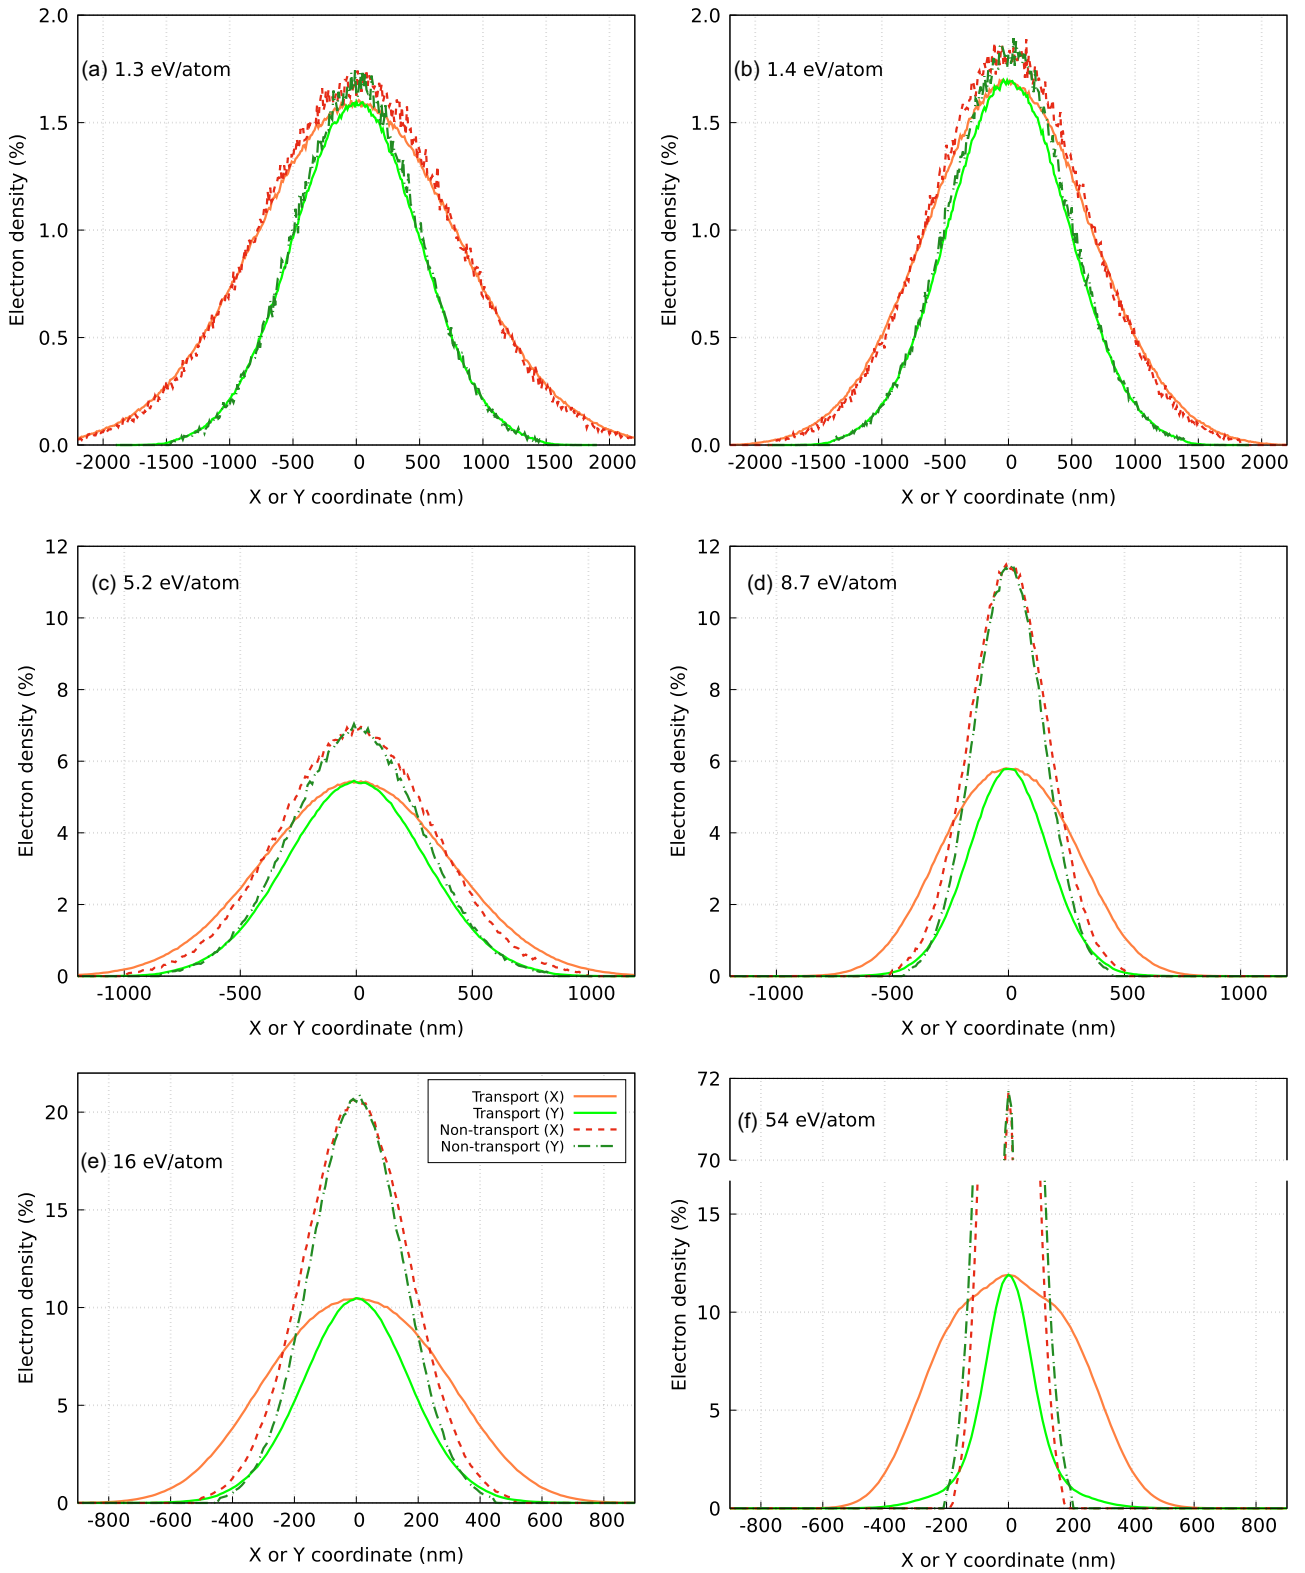 2.0
1.5
1.0
0.5
0.0
Electron density (%)
(a) 1.3 eV/atom
-2000 -1500 -1000 -500 0 500 1000 1500 2000
X or Y coordinate (nm)
2.0
1.5
1.0
0.5
0.0
Electron density (%)
(b) 1.4 eV/atom
-2000 -1500 -1000 -500 0 500 1000 1500 2000
X or Y coordinate (nm)
12
10
8
6
4
2
0
Electron density (%)
(c) 5.2 eV/atom
-1000 -500 0 500 1000
X or Y coordinate (nm)
12
10
8
6
4
2
0
Electron density (%)
(d) 8.7 eV/atom
-1000 -500 0 500 1000
X or Y coordinate (nm)
20
15
10
5
0
Electron density (%)
(e) 16 eV/atom
Transport (X)
Transport (Y)
Non-transport (X)
Non-transport (Y)
-800 -600 -400 -200 0 200 400 600 800
X or Y coordinate (nm)
72
70
15
10
5
0
Electron density (%)
(f) 54 eV/atom
-800 -600 -400 -200 0 200 400 600 800
X or Y coordinate (nm)